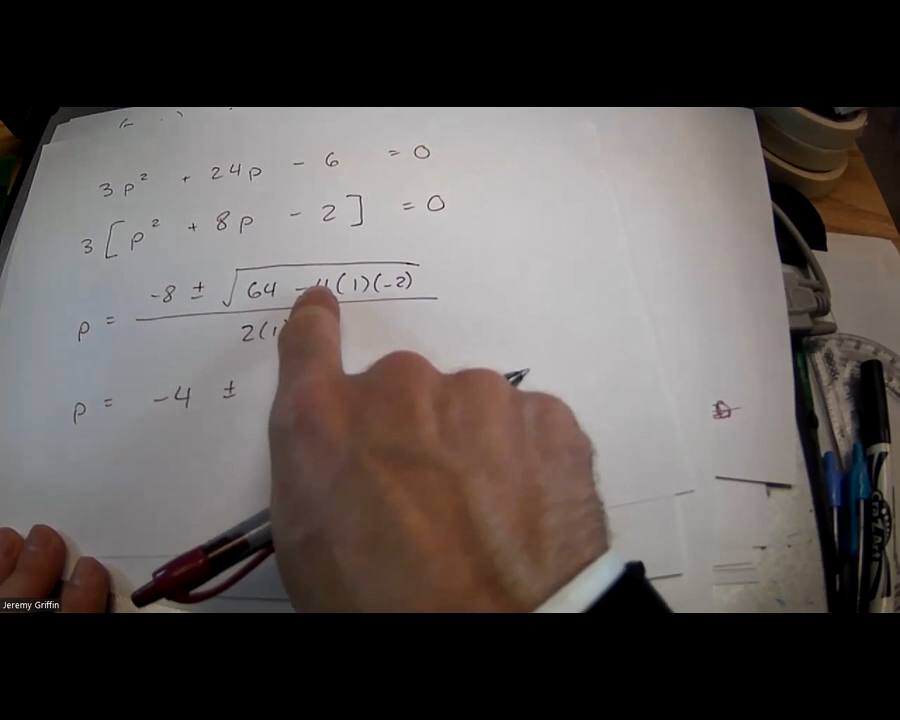 3p² + 24p - 6 = 0
3[p² + 8p - 2] = 0
p = -8 ± √64 -4(1)(-2)
2(1
p = -4 ±
Jeremy Griffin